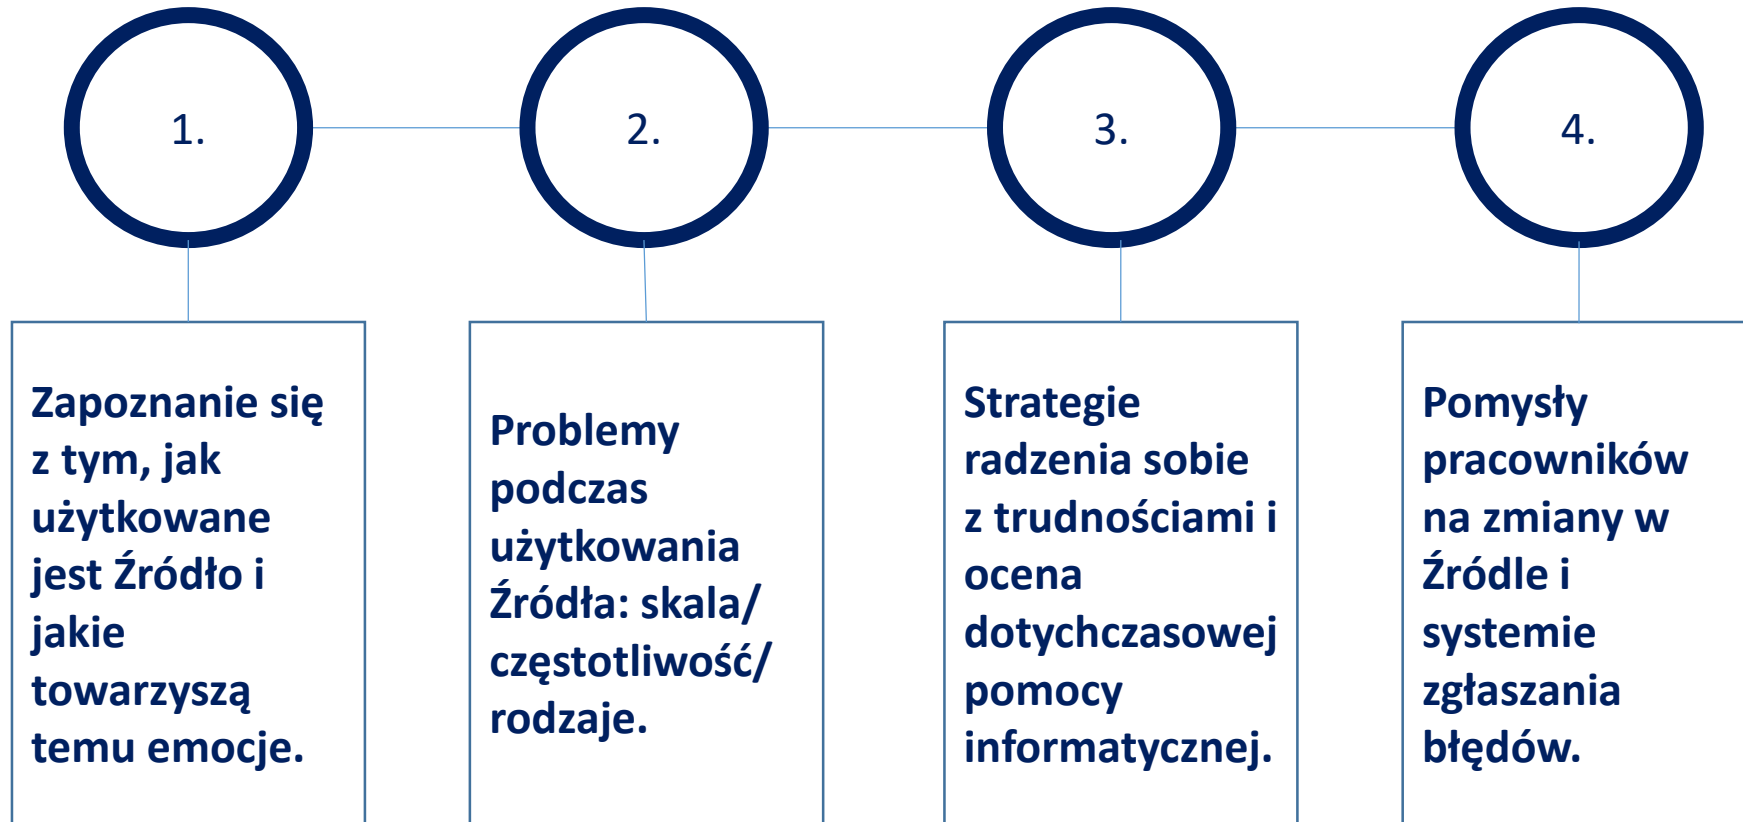 1.
2.
3.
4.
Zapoznanie się
z tym, jak
użytkowane
jest Źródło i
jakie
towarzyszą
temu emocje.
Problemy
podczas
użytkowania
Źródła: skala/
częstotliwość/
rodzaje.
Strategie
radzenia sobie
z trudnościami i
ocena
dotychczasowej
pomocy
informatycznej.
Pomysły
pracowników
na zmiany w
Źródle i
systemie
zgłaszania
błędów.